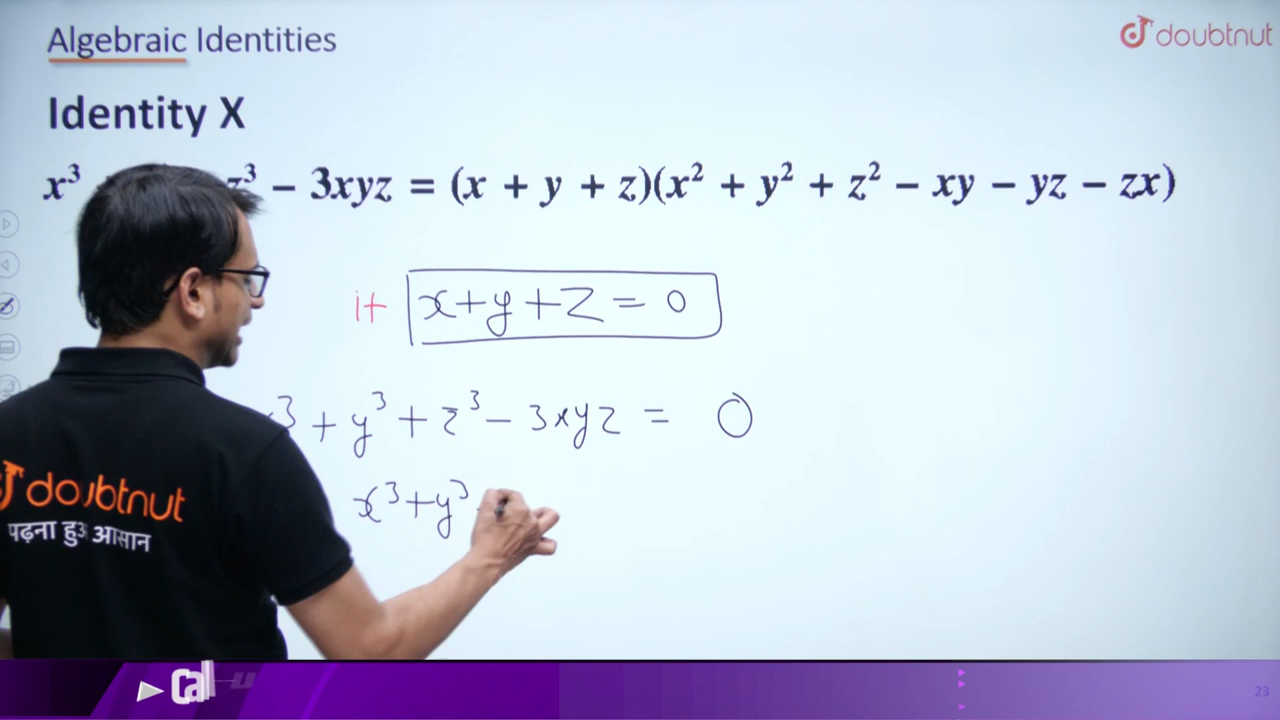 Algebraic Identities
doubtnut
Identity X
x³ z³ − 3xyz = (x + y + z)(x² + y² + z² − xy − yz − zx)
if x+y+z=0
x³ + y³ + z³ − 3xyz = 0
x³+y³
doubtnut
पढ़ना हुआ आसान
23